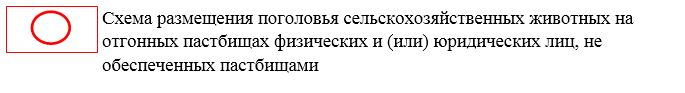 Схема размещения поголовья сельскохозяйственных животных на
отгонных пастбищах физических и (или) юридических лиц, не
обеспеченных пастбищами